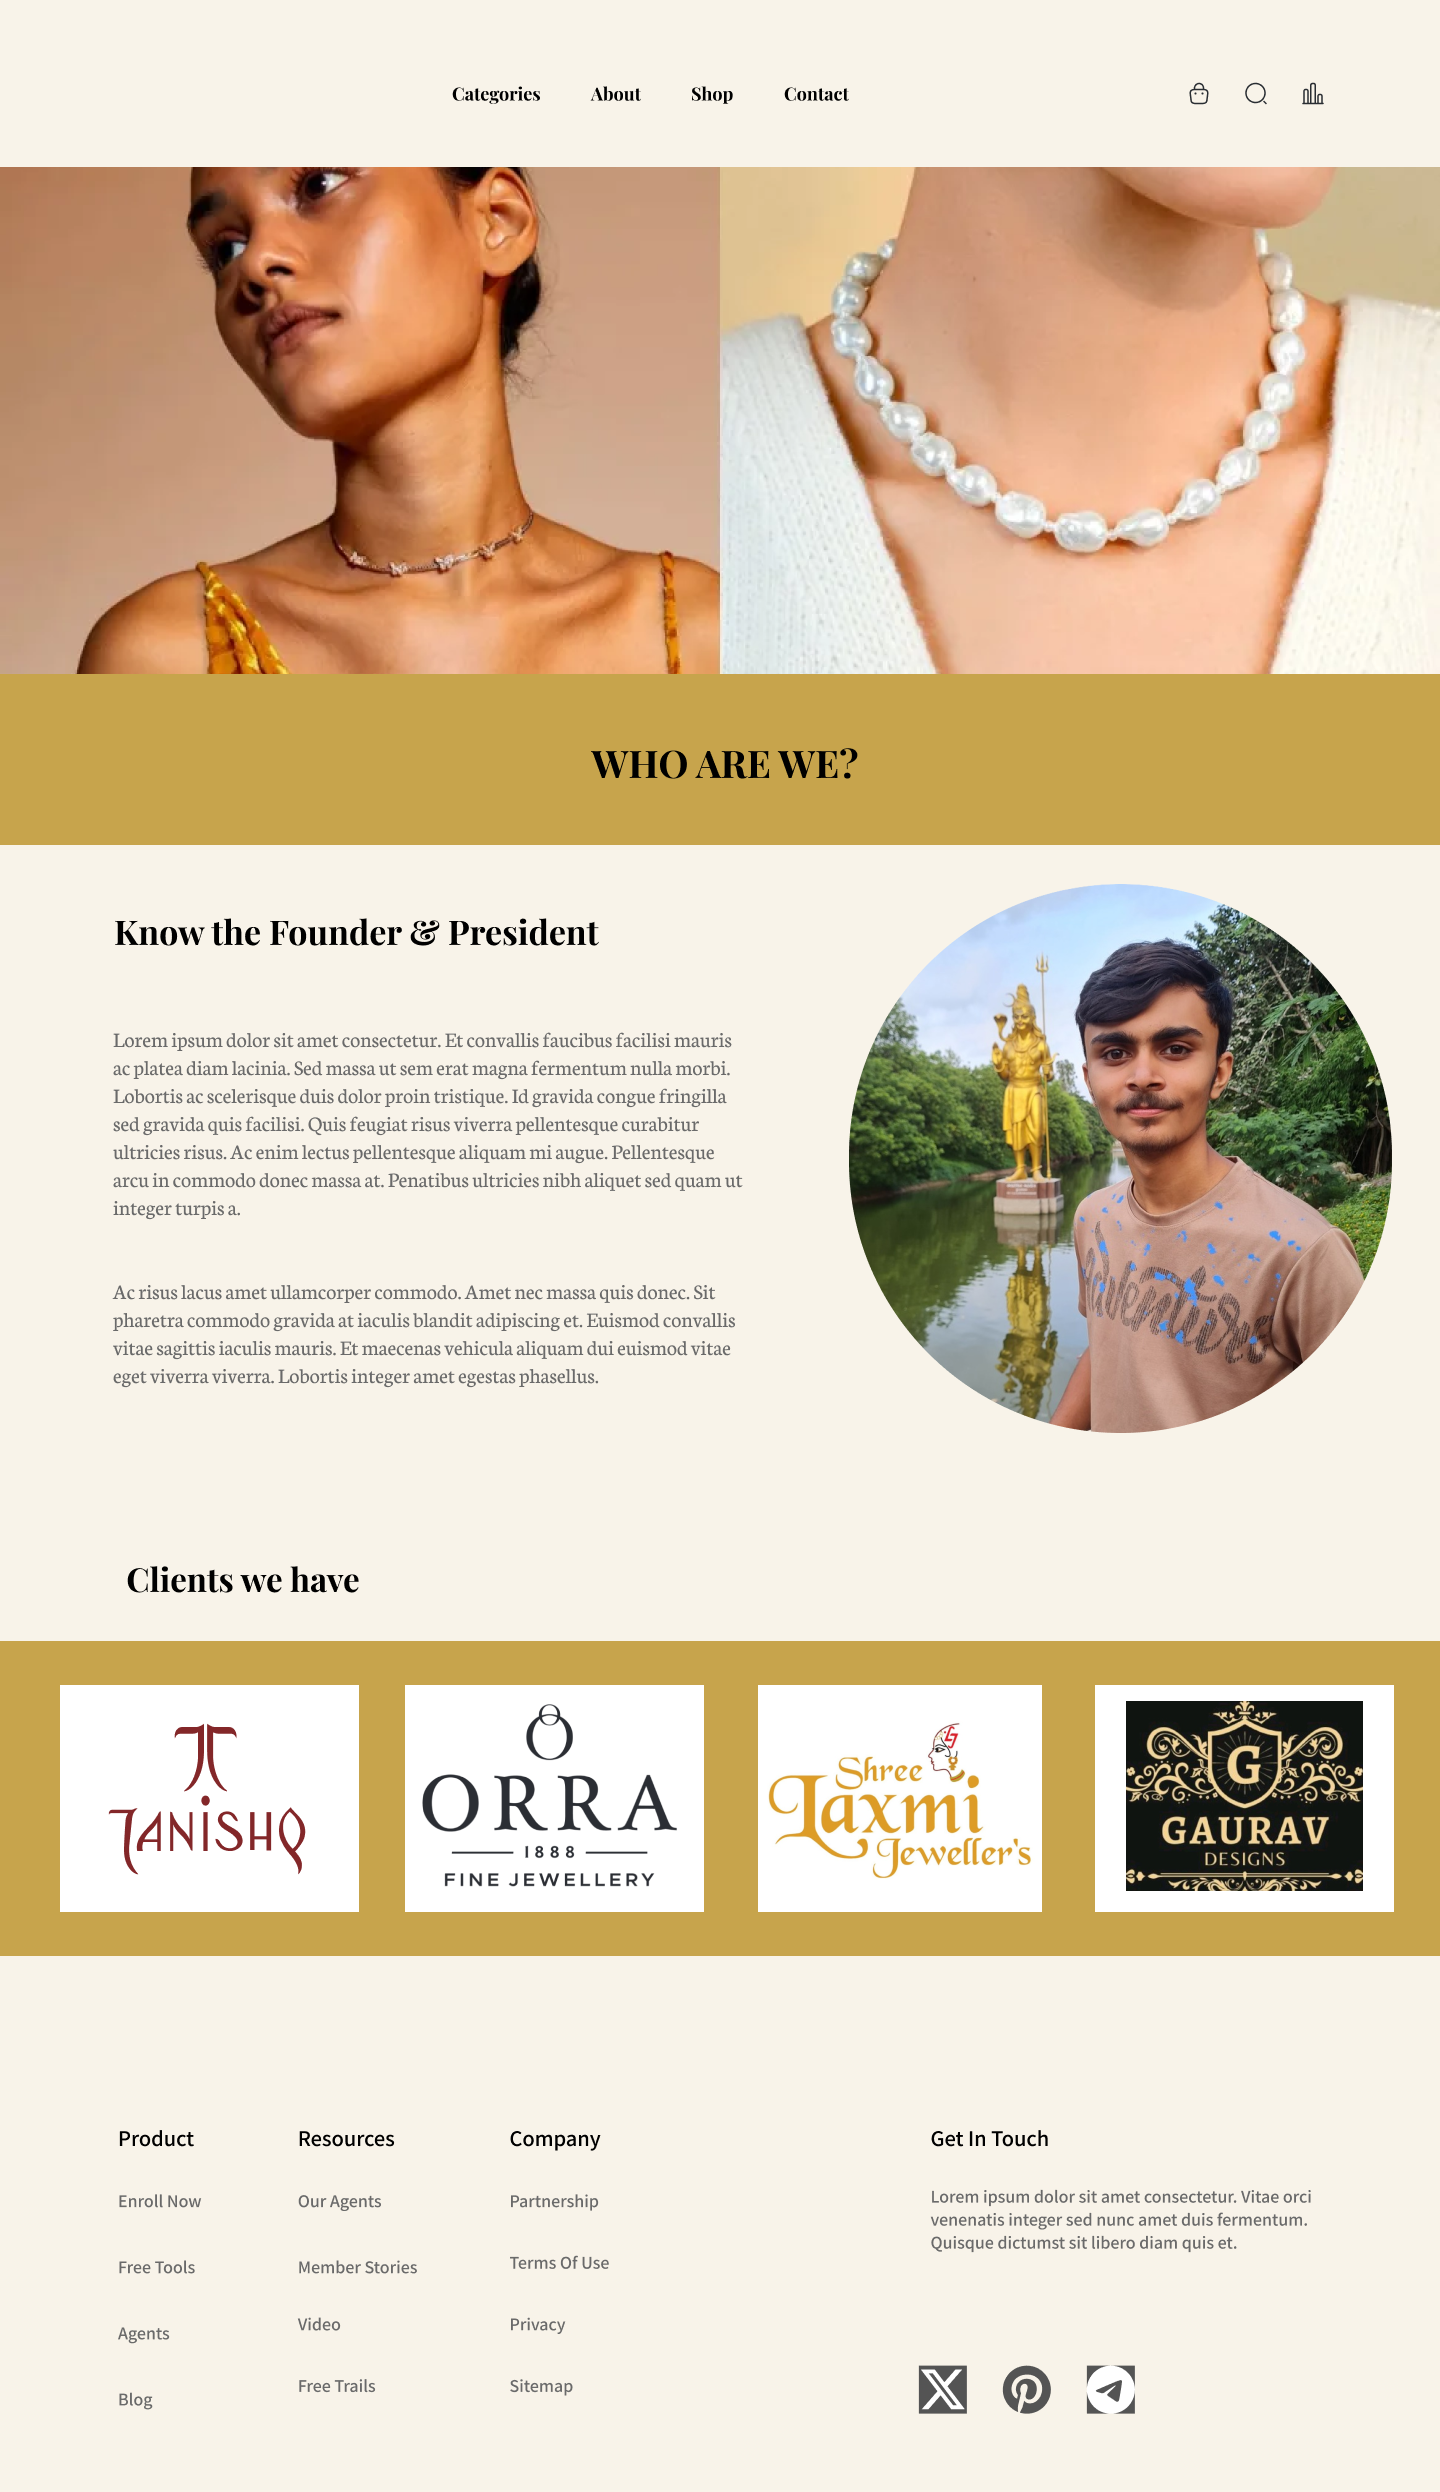 Categories About Shop Contact
WHO ARE WE?
Know the Founder & President
Lorem ipsum dolor sit amet consectetur. Et convallis faucibus facilisi mauris
ac platea diam lacinia. Sed massa ut sem erat magna fermentum nulla morbi.
Lobortis ac scelerisque duis dolor proin tristique. Id gravida congue fringilla
sed gravida quis facilisi. Quis feugiat risus viverra pellentesque curabitur
ultricies risus. Ac enim lectus pellentesque aliquam mi augue. Pellentesque
arcu in commodo donec massa at. Penatibus ultricies nibh aliquet sed quam ut
integer turpis a.
Ac risus lacus amet ullamcorper commodo. Amet nec massa quis donec. Sit
pharetra commodo gravida at iaculis blandit adipiscing et. Euismod convallis
vitae sagittis iaculis mauris. Et maecenas vehicula aliquam dui euismod vitae
eget viverra viverra. Lobortis integer amet egestas phasellus.
Clients we have
TANISHQ
ORRA
1888
FINE JEWELLERY
Shree
Laxmi
Jeweller's
G
GAURAV
DESIGNS
Product
Enroll Now
Free Tools
Agents
Blog
Resources
Our Agents
Member Stories
Video
Free Trails
Company
Partnership
Terms Of Use
Privacy
Sitemap
Get In Touch
Lorem ipsum dolor sit amet consectetur. Vitae orci
venenatis integer sed nunc amet duis fermentum.
Quisque dictumst sit libero diam quis et.